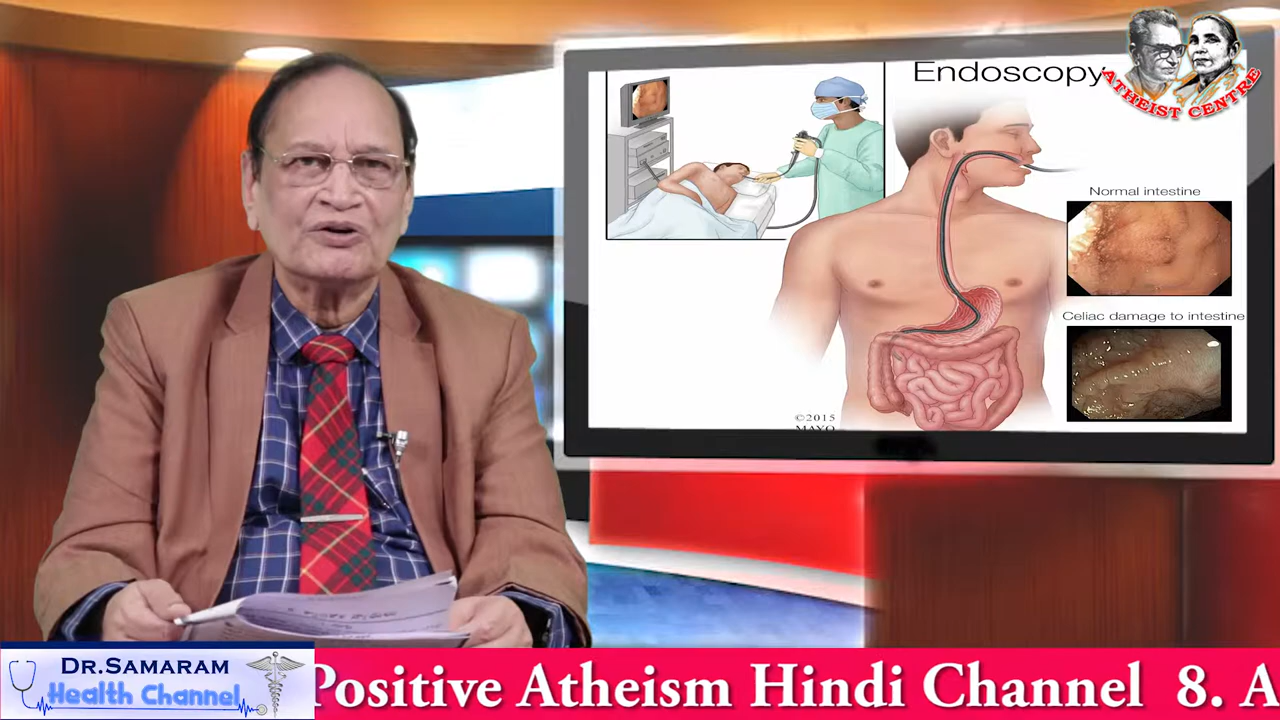 Endoscopy
ATHEIST CENTRE
Normal intestine
Celiac damage to intestine
©2015
MAYO
DR.SAMARAM
Health Channel
Positive Atheism Hindi Channel 8. A